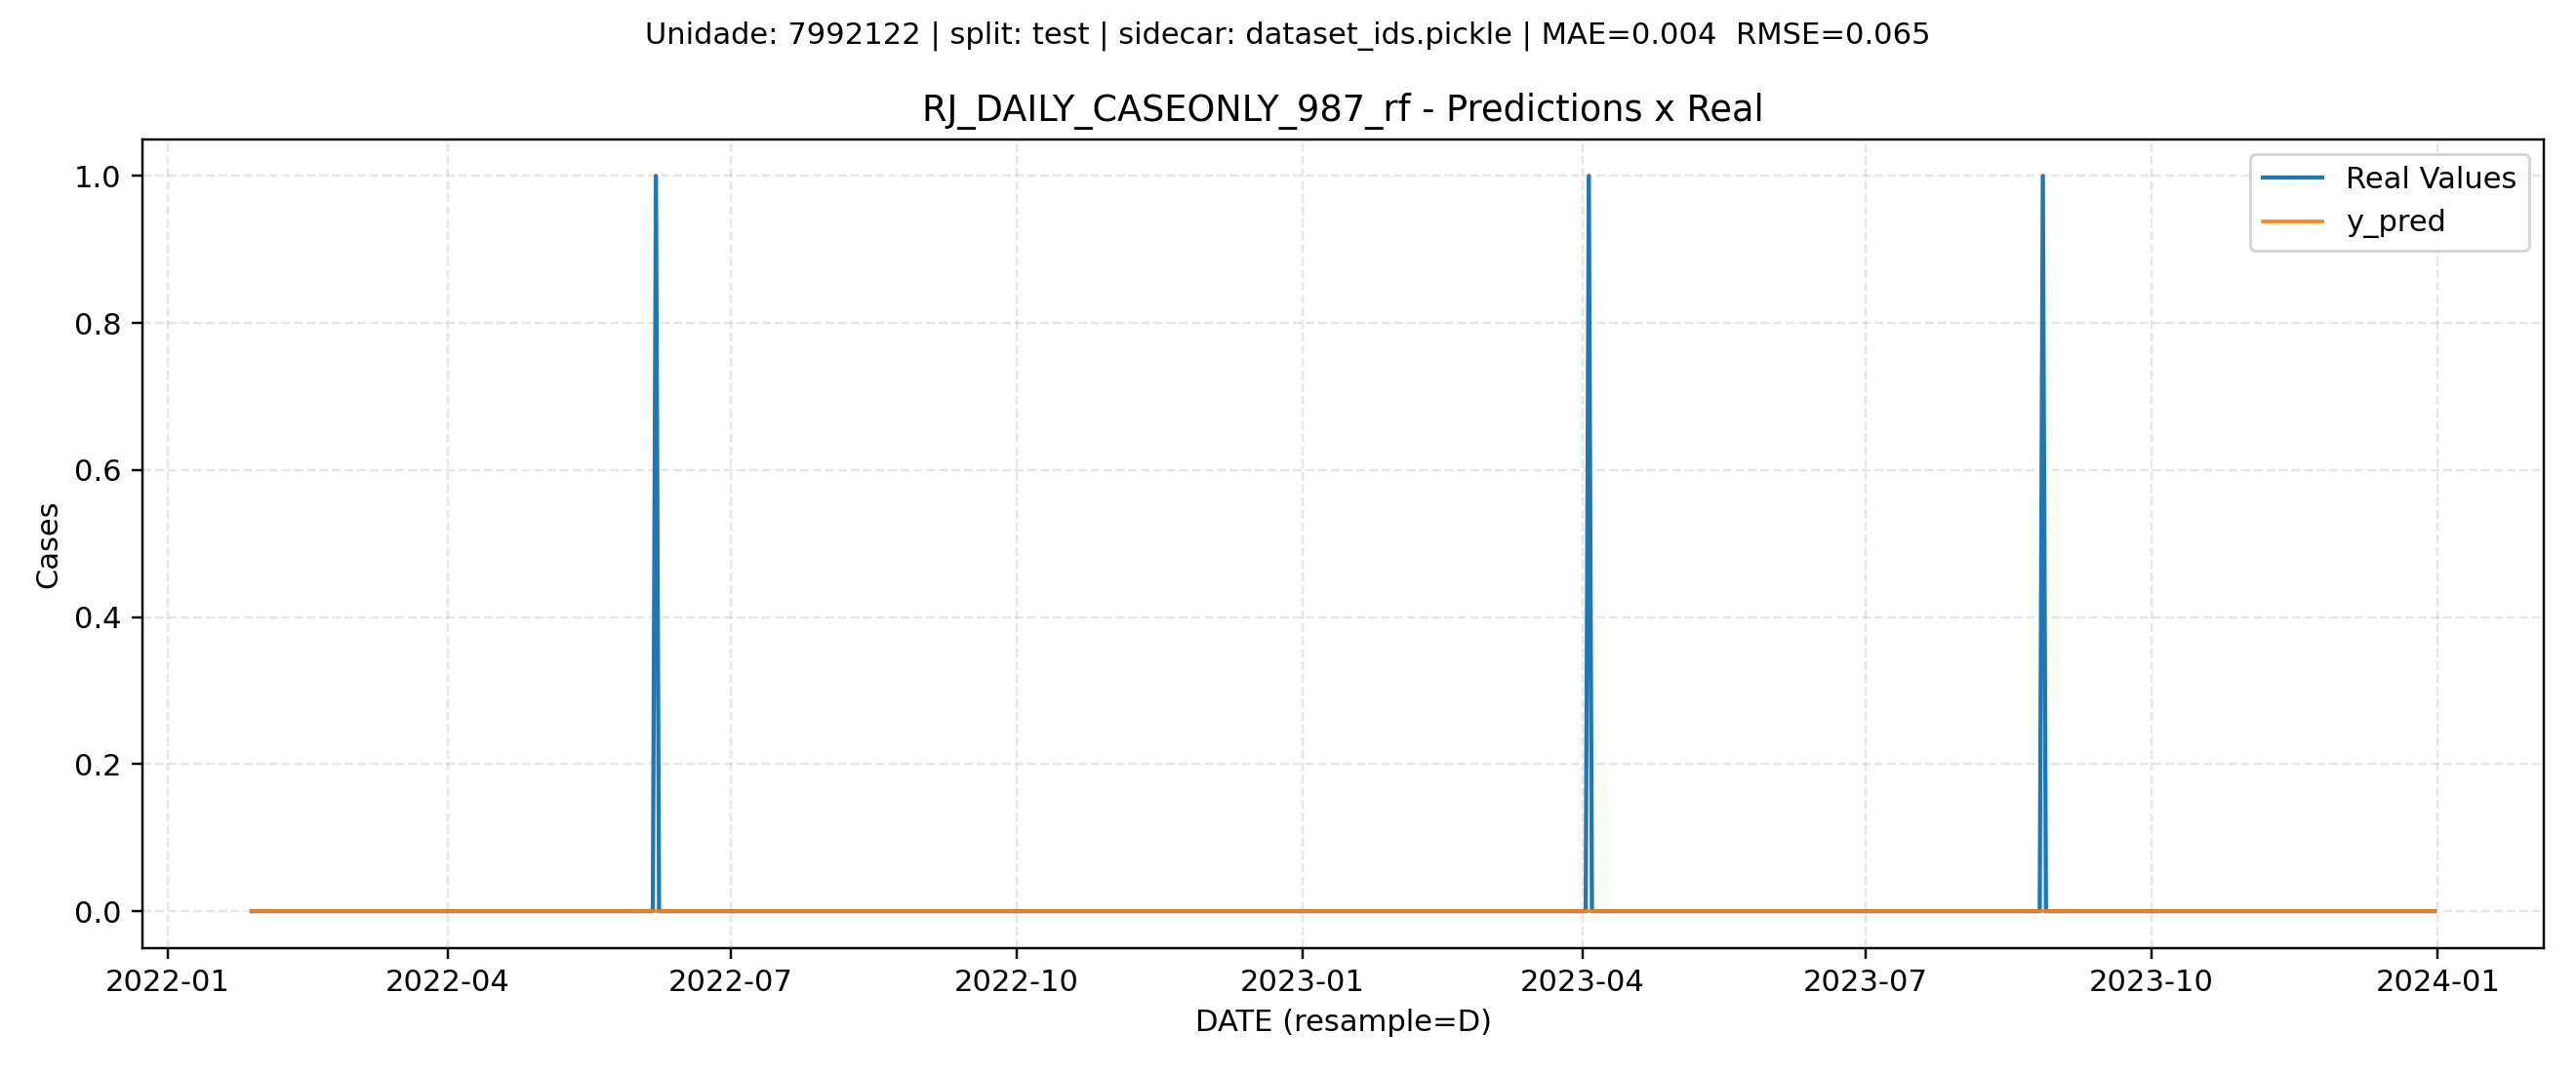 Unidade: 7992122 | split: test | sidecar: dataset_ids.pickle | MAE=0.004  RMSE=0.065
RJ_DAILY_CASEONLY_987_rf - Predictions x Real
Real Values
y_pred
1.0
0.8
0.6
0.4
0.2
0.0
Cases
2022-01
2022-04
2022-07
2022-10
2023-01
2023-04
2023-07
2023-10
2024-01
DATE (resample=D)